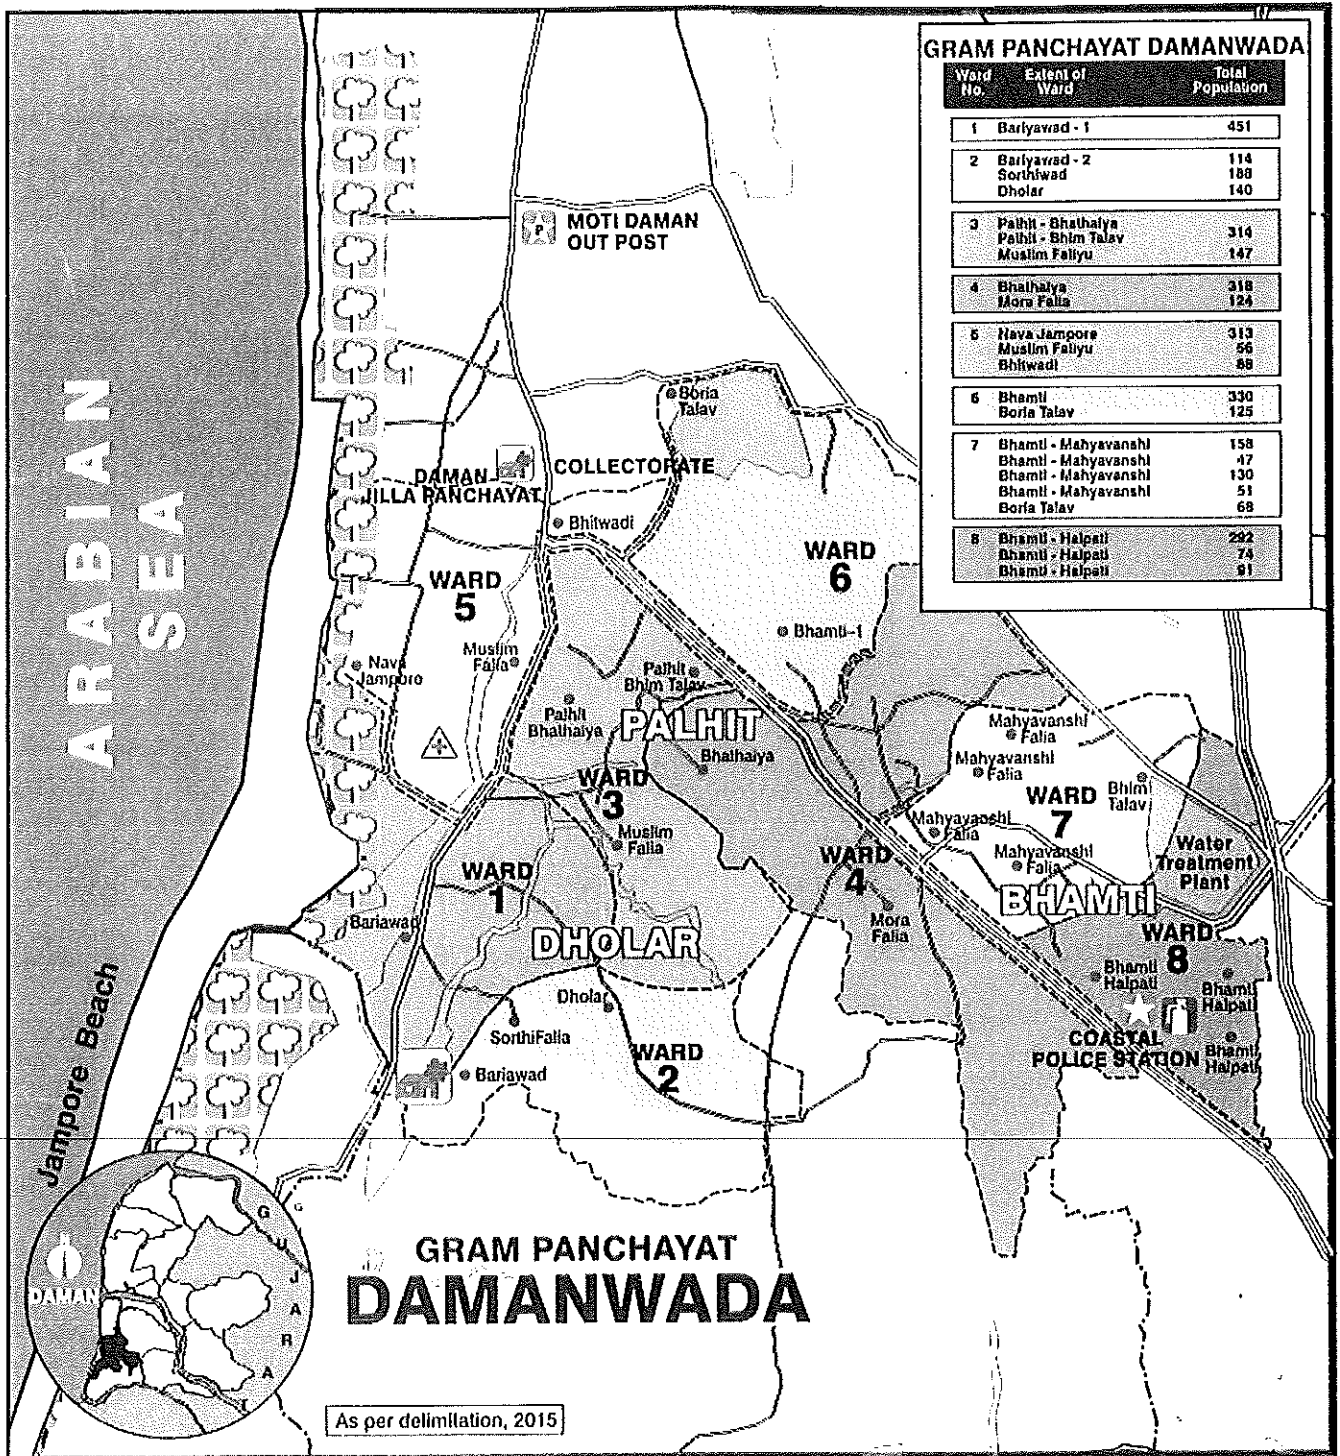 GRAM PANCHAYAT DAMANWADA
Ward No. Extent of Ward Total Population
1 Bariyawad - 1 451
2 Bariyawad - 2 114
Sorthiwad 188
Dholar 140
3 Palhit - Bhathaiya
Palhit - Bhim Talav 314
Muslim Faliyu 147
4 Bhathaiya 318
Mora Falia 124
5 Nava Jampore 313
Muslim Faliyu 56
Bhitwadi 88
6 Bhamti 330
Boria Talav 125
7 Bhamti - Mahyavanshi 158
Bhamti - Mahyavanshi 47
Bhamti - Mahyavanshi 130
Bhamti - Mahyavanshi 51
Boria Talav 68
8 Bhamti - Halpati 292
Bhamti - Halpati 74
Bhamti - Halpati 91
P
MOTI DAMAN
OUT POST
ARABIAN
SEA
Boria
Talav
DAMAN
JILLA PANCHAYAT
COLLECTORATE
Bhitwadi
WARD
5
WARD
6
Bhamti-1
Nava
Jampore
Muslim
Falia
Palhit
Bhim Talav
Palhit
Bhathaiya
PALHIT
Bhathaiya
WARD
3
Muslim
Falia
Mahyavanshi
Falia
Mahyavanshi
Falia
Bhim
Talav
WARD
7
Mahyavanshi
Falia
Mahyavanshi
Falia
Water
Treatment
Plant
WARD
1
WARD
4
BHAMTI
Bariawad
DHOLAR
Mora
Falia
WARD
8
Bhamti
Halpati
Bhamti
Halpati
Dholar
SorthiFalia
WARD
2
COASTAL
POLICE STATION
Bhamti
Halpati
Bariawad
Jampore Beach
GUJARAT
DAMAN
GRAM PANCHAYAT
DAMANWADA
As per delimilation, 2015